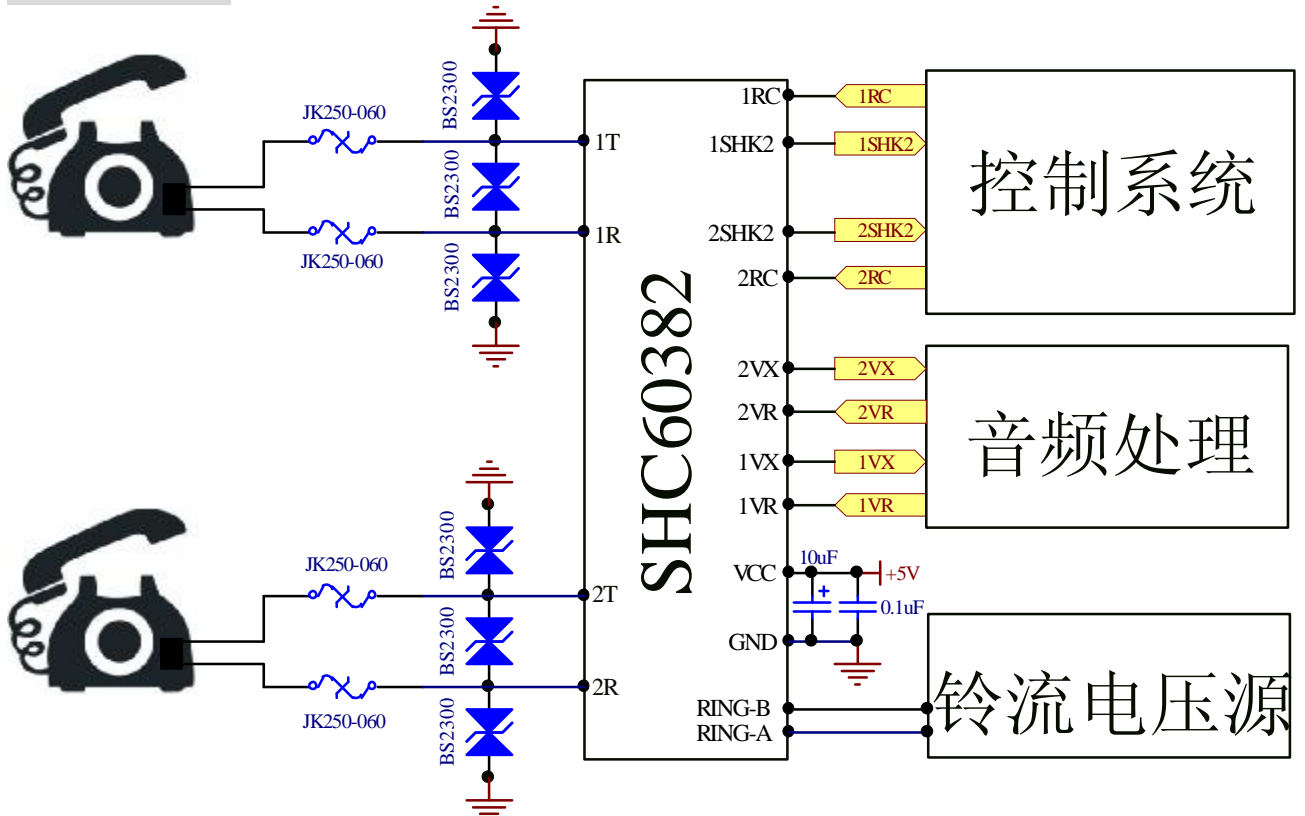 JK250-060
JK250-060
BS2300
BS2300
BS2300
1T
1R
JK250-060
JK250-060
BS2300
BS2300
BS2300
2T
2R
SHC60382
1RC
1SHK2
2SHK2
2RC
2VX
2VR
1VX
1VR
VCC
GND
RING-B
RING-A
1RC
1SHK2
2SHK2
2RC
2VX
2VR
1VX
1VR
10uF
+
+5V
0.1uF
控制系统
音频处理
铃流电压源